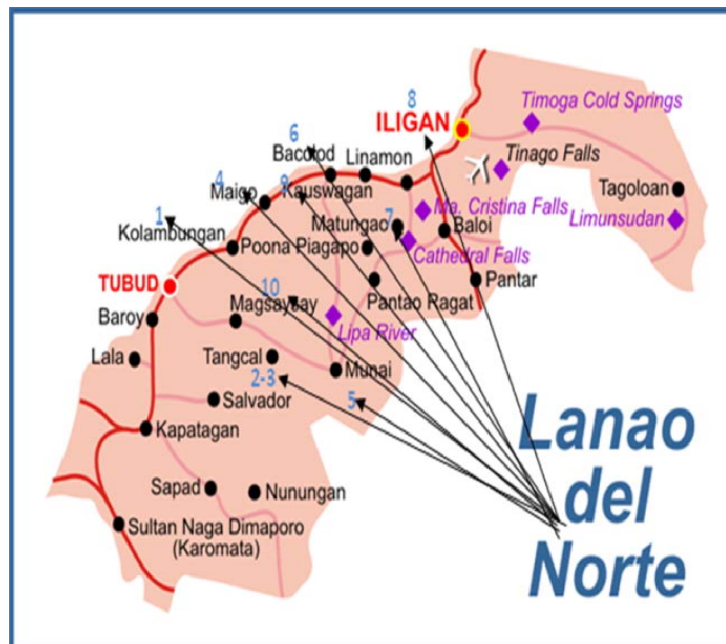 8
ILIGAN
Timoga Cold Springs
6
Bacolod
Linamon
Tinago Falls
4
Maigo
8
Kauswagan
Tagoloan
1
Kolambungan
Matungao
7
Ma. Cristina Falls
Limunsudan
Poona Piagapo
Baloi
Cathedral Falls
TUBUD
10
Magsaysay
Pantao Ragat
Pantar
Baroy
Lipa River
Lala
Tangcal
Munai
2-3
5
Salvador
Kapatagan
Sapad
Nunungan
Sultan Naga Dimaporo
(Karomata)
Lanao
del
Norte